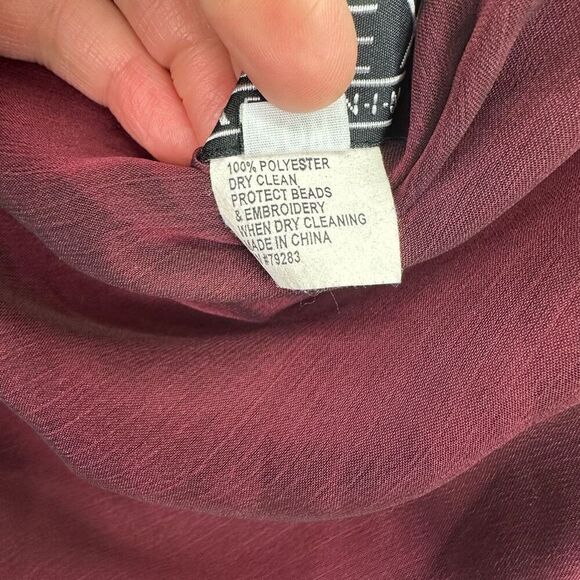 100% POLYESTER
DRY CLEAN
PROTECT BEADS
& EMBROIDERY
WHEN DRY CLEANING
MADE IN CHINA
#79283